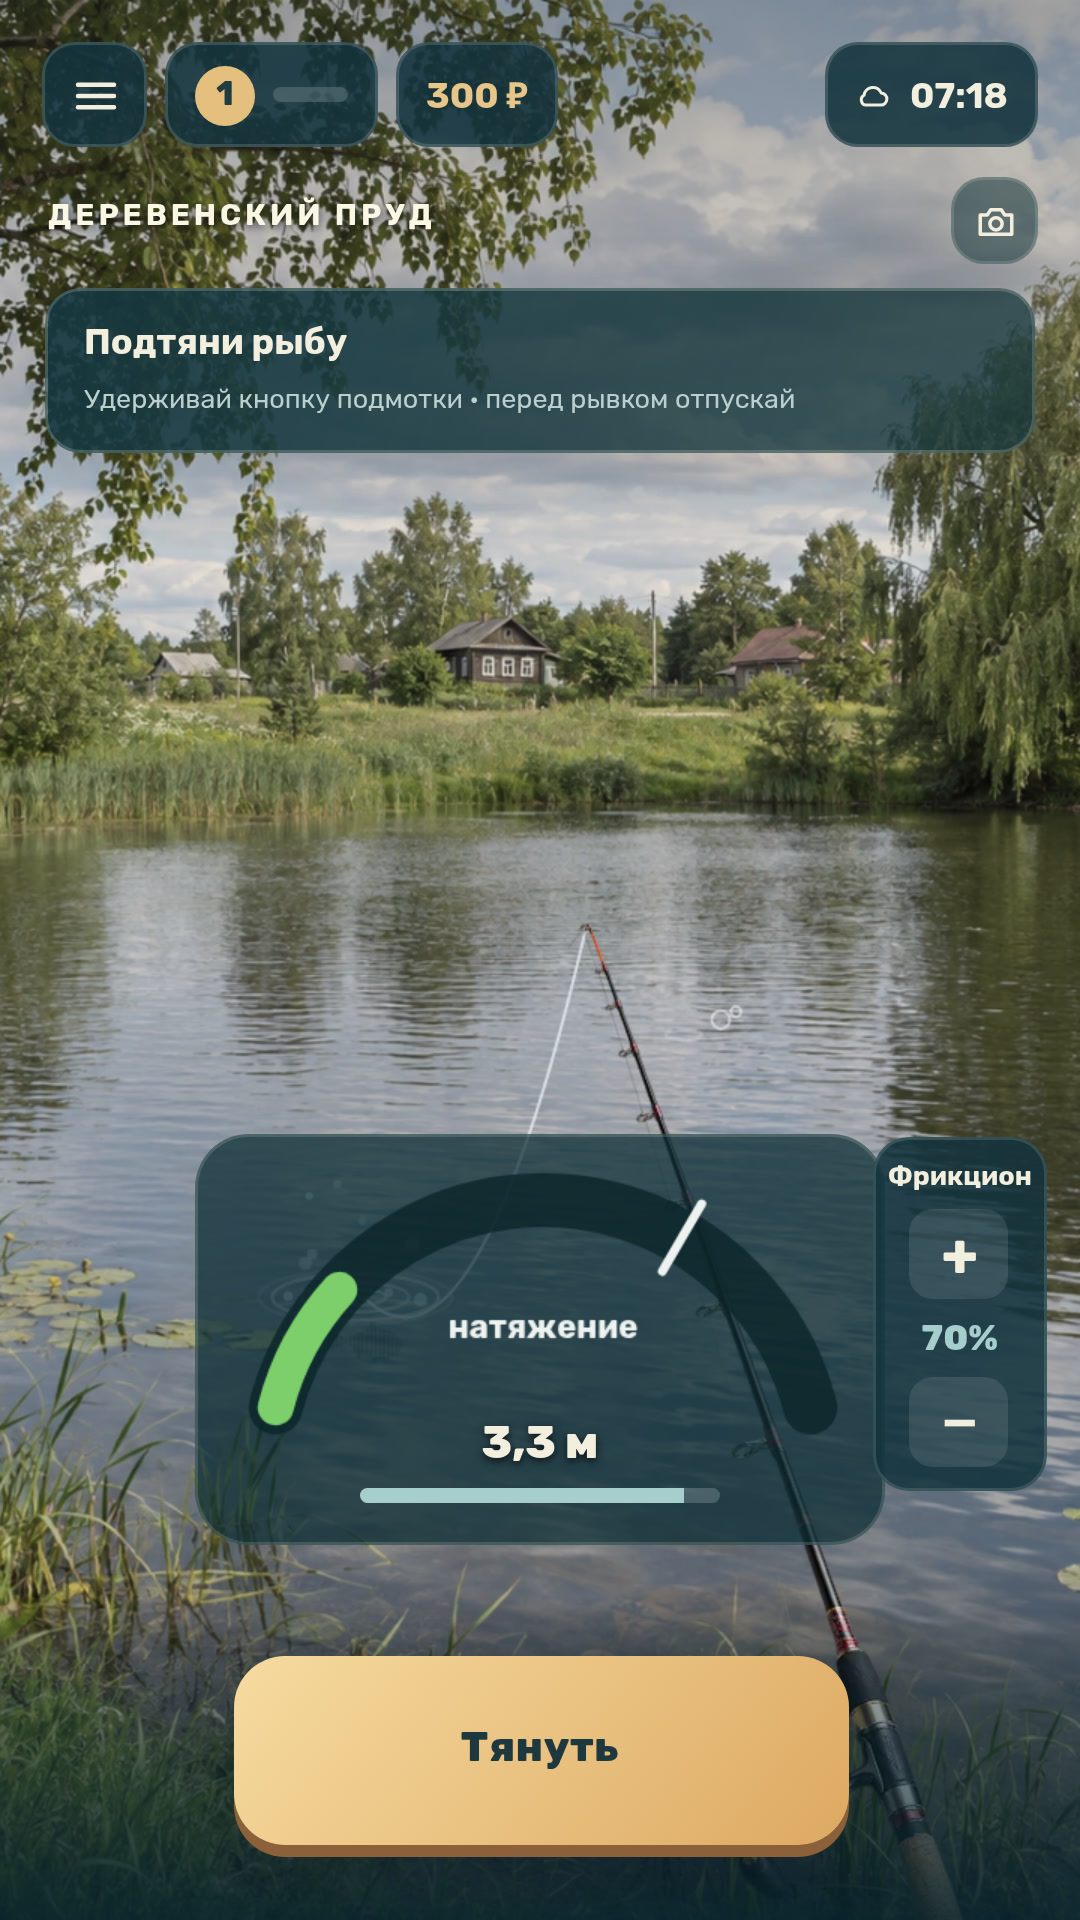 1
300 ₽
07:18
ДЕРЕВЕНСКИЙ ПРУД
Подтяни рыбу
Удерживай кнопку подмотки • перед рывком отпускай
Фрикцион
+
70%
−
натяжение
3,3 м
Тянуть